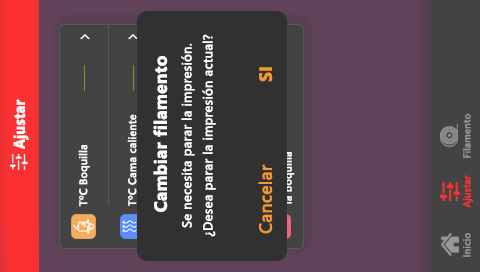 Ajustar
T°C Boquilla
T°C Cama caliente
Cambiar filamento
Se necesita parar la impresión.
¿Desea parar la impresión actual?
Cancelar
SI
la Boquilla
Inicio
Ajustar
Filamento